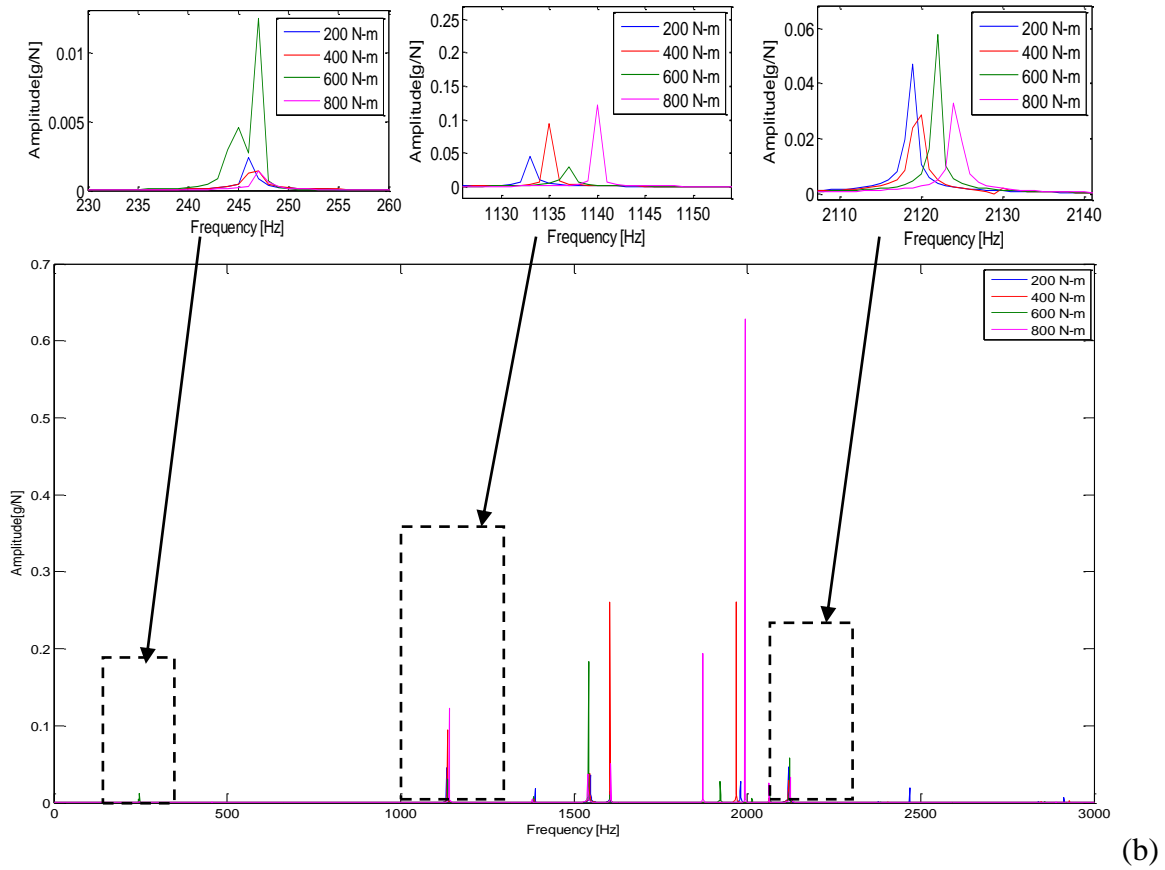 Amplitude[g/N]
0.01
0.005
0
230 235 240 245 250 255 260
Frequency [Hz]
200 N-m
400 N-m
600 N-m
800 N-m
Amplitude[g/N]
0.25
0.2
0.15
0.1
0.05
0
1130 1135 1140 1145 1150
Frequency [Hz]
200 N-m
400 N-m
600 N-m
800 N-m
Amplitude[g/N]
0.06
0.04
0.02
0
2110 2120 2130 2140
Frequency [Hz]
200 N-m
400 N-m
600 N-m
800 N-m
Amplitude[g/N]
0.7
0.6
0.5
0.4
0.3
0.2
0.1
0
0 500 1000 1500 2000 2500 3000
Frequency [Hz]
200 N-m
400 N-m
600 N-m
800 N-m
(b)